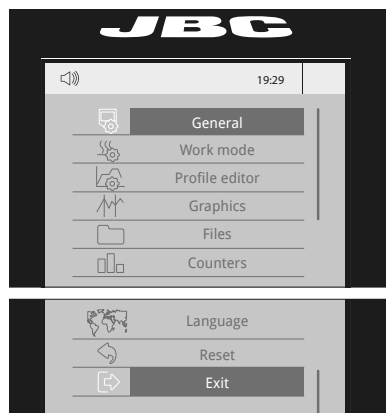 JBC
19:29
General
Work mode
Profile editor
Graphics
Files
Counters
Language
Reset
Exit